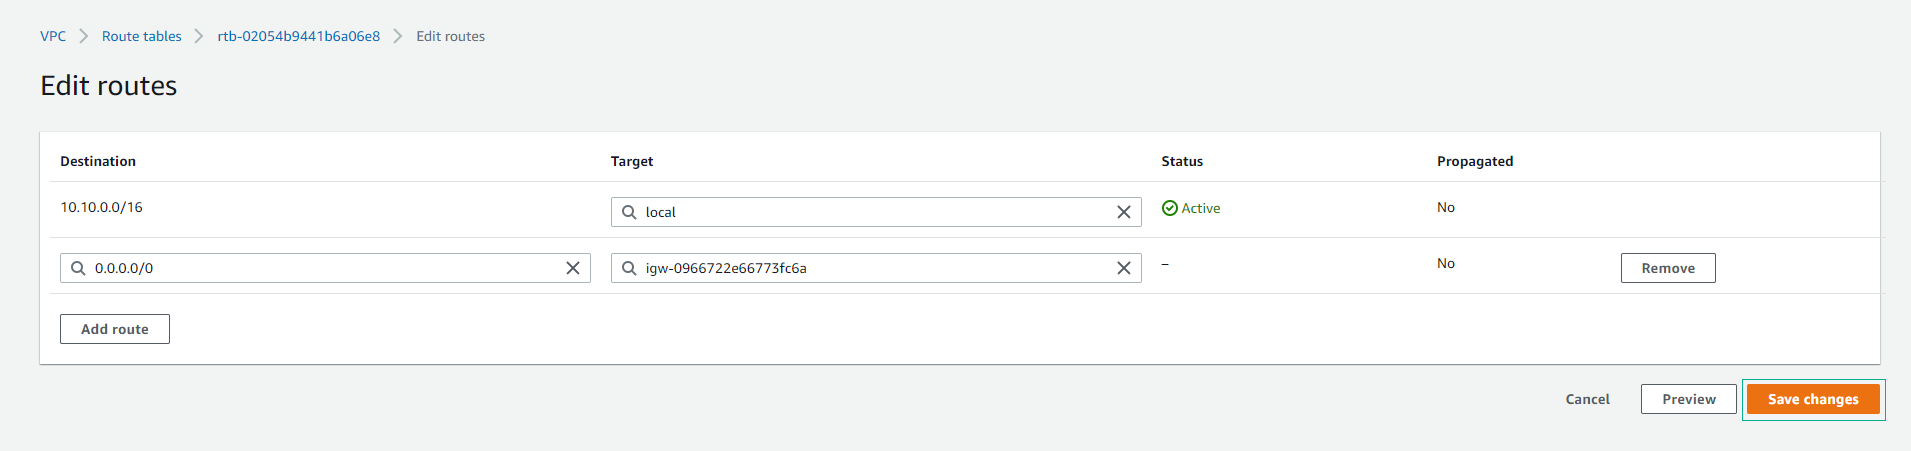 VPC > Route tables > rtb-02054b9441b6a06e8 > Edit routes
Edit routes
Destination Target Status Propagated
10.10.0.0/16 local Active No
0.0.0.0/0 igw-0966722e66773fc6a – No Remove
Add route
Cancel Preview Save changes